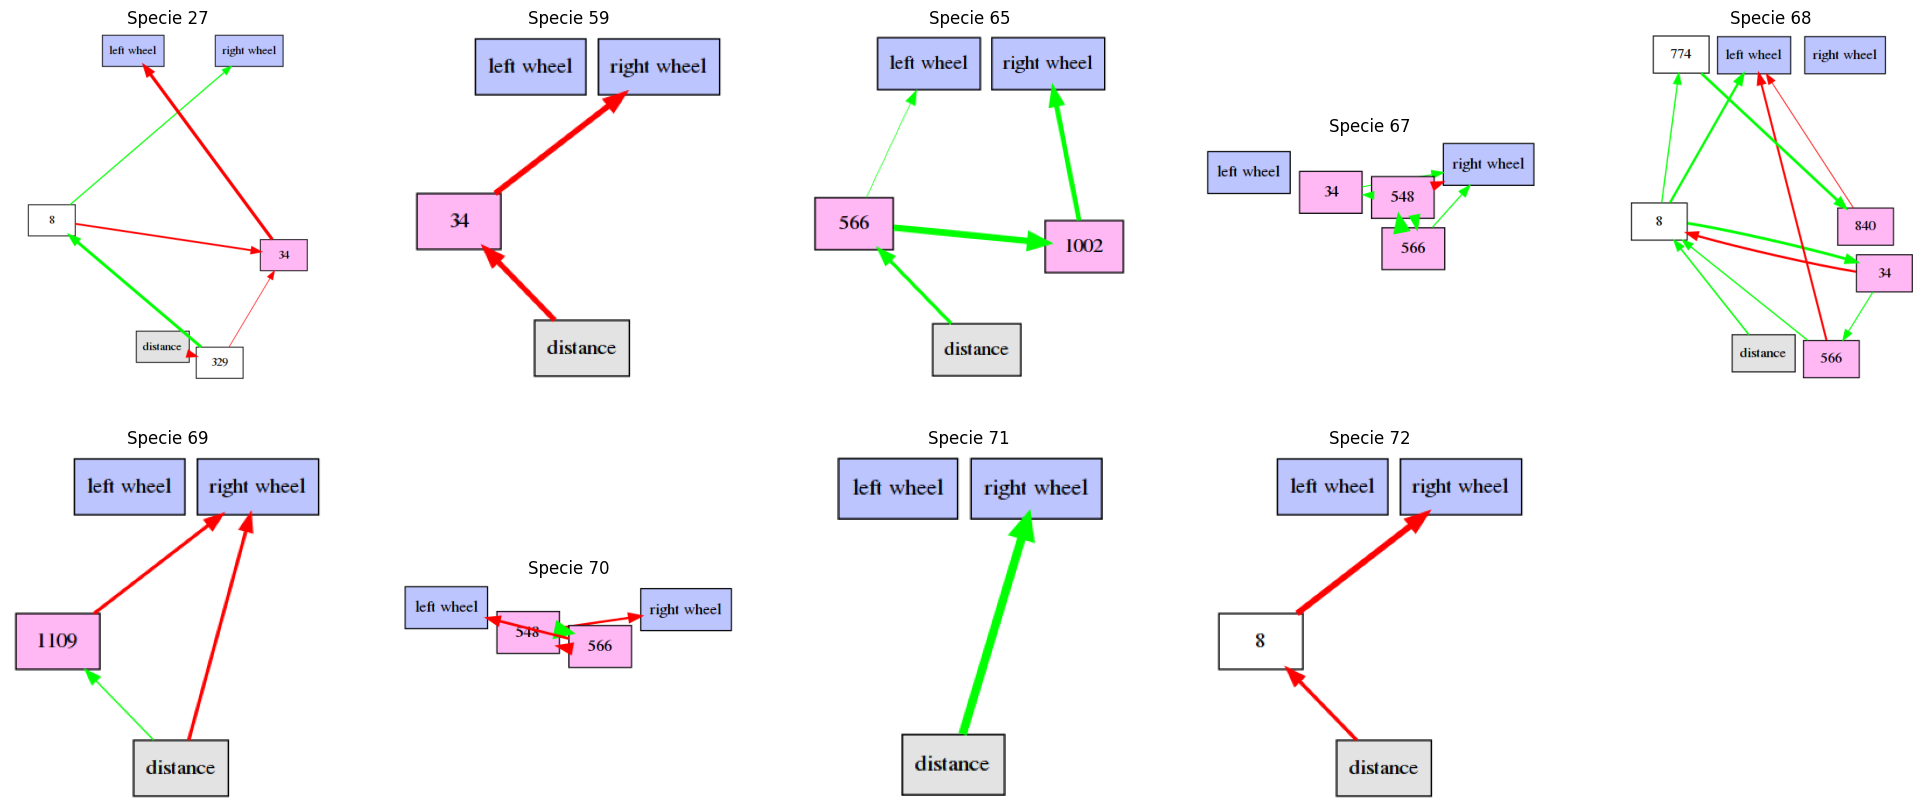 Specie 27
left wheel
right wheel
8
34
distance
329
Specie 59
left wheel
right wheel
34
distance
Specie 65
left wheel
right wheel
566
1002
distance
Specie 67
left wheel
right wheel
34
548
566
Specie 68
774
left wheel
right wheel
8
840
34
distance
566
Specie 69
left wheel
right wheel
1109
distance
Specie 70
left wheel
right wheel
548
566
Specie 71
left wheel
right wheel
distance
Specie 72
left wheel
right wheel
8
distance